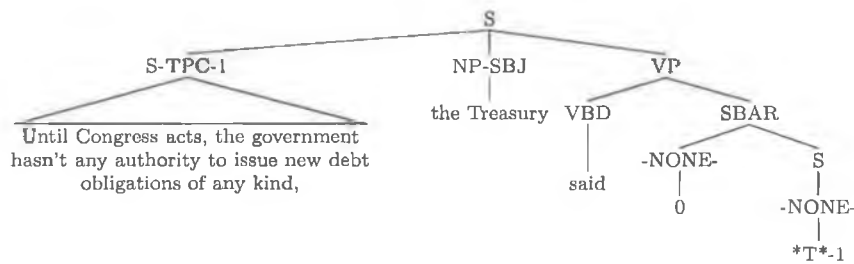 S
S-TPC-1 NP-SBJ VP
the Treasury VBD SBAR
Until Congress acts, the government
hasn't any authority to issue new debt
obligations of any kind,
said -NONE- S
0 -NONE-
*T*-1